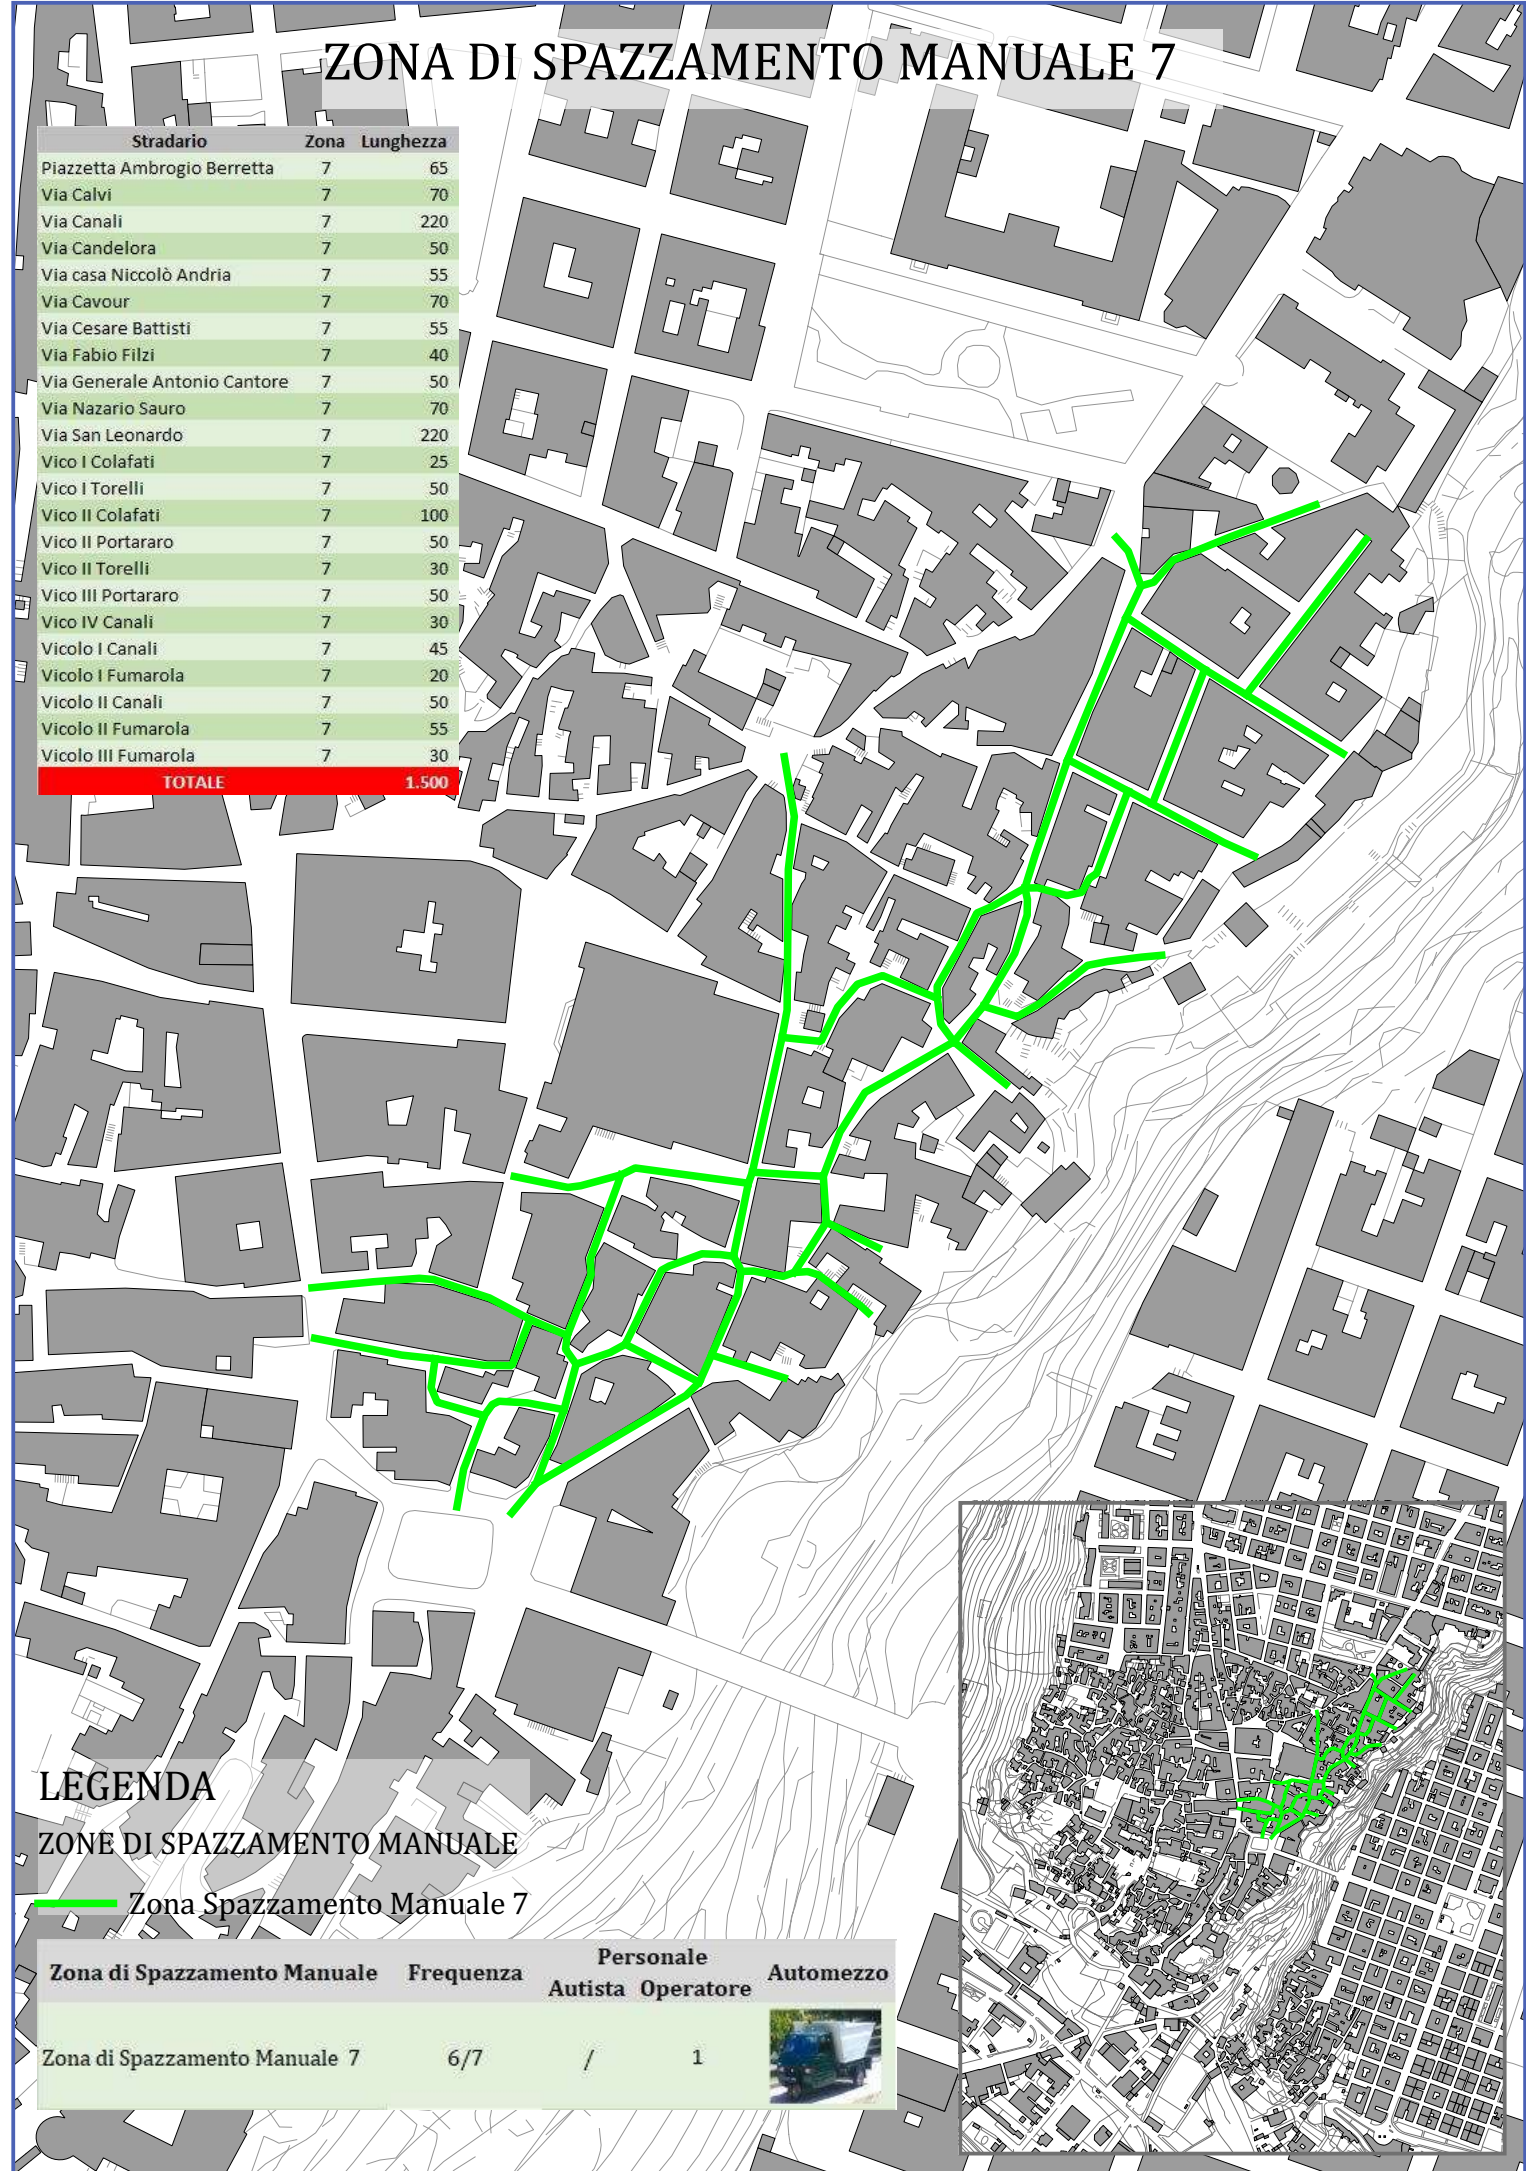 ZONA DI SPAZZAMENTO MANUALE 7
Stradario Zona Lunghezza
Piazzetta Ambrogio Berretta 7 65
Via Calvi 7 70
Via Canali 7 220
Via Candelora 7 50
Via casa Niccolò Andria 7 55
Via Cavour 7 70
Via Cesare Battisti 7 55
Via Fabio Filzi 7 40
Via Generale Antonio Cantore 7 50
Via Nazario Sauro 7 70
Via San Leonardo 7 220
Vico I Colafati 7 25
Vico I Torelli 7 50
Vico II Colafati 7 100
Vico II Portararo 7 50
Vico II Torelli 7 30
Vico III Portararo 7 50
Vico IV Canali 7 30
Vicolo I Canali 7 45
Vicolo I Fumarola 7 20
Vicolo II Canali 7 50
Vicolo II Fumarola 7 55
Vicolo III Fumarola 7 30
TOTALE 1.500
LEGENDA
ZONE DI SPAZZAMENTO MANUALE
Zona Spazzamento Manuale 7
Zona di Spazzamento Manuale Frequenza Personale Automezzo
Autista Operatore
Zona di Spazzamento Manuale 7 6/7 / 1